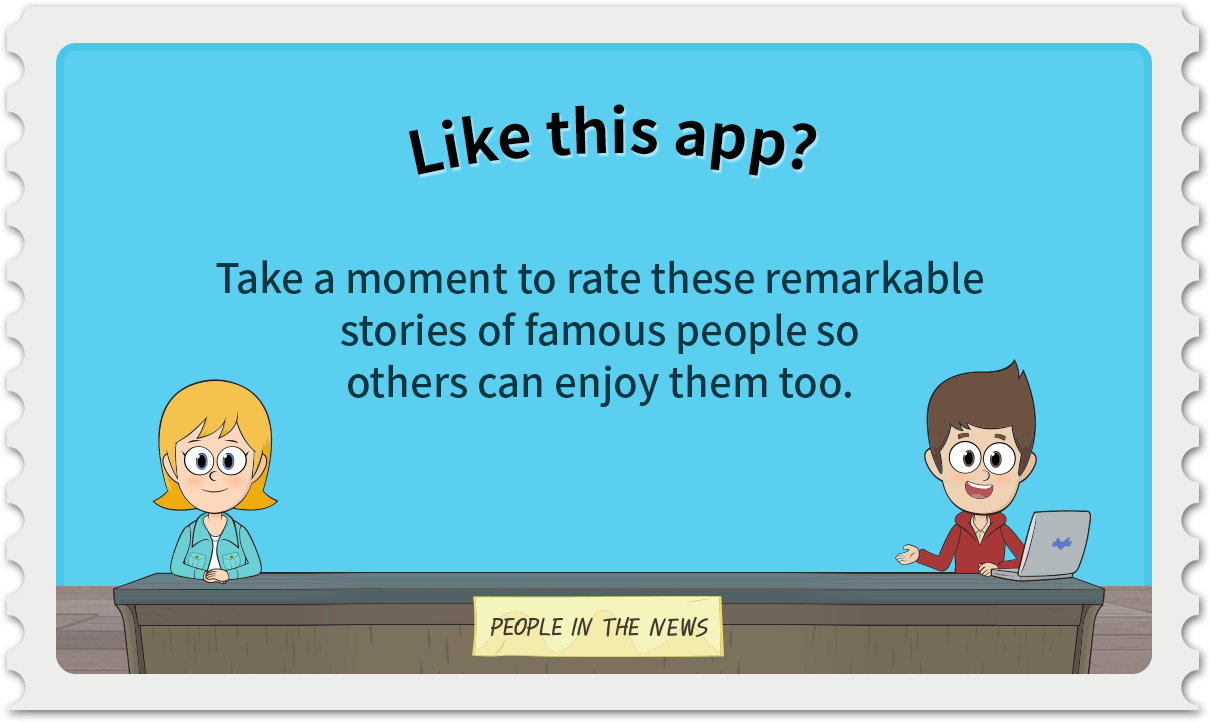 Like this app?
Take a moment to rate these remarkable
stories of famous people so
others can enjoy them too.
PEOPLE IN THE NEWS